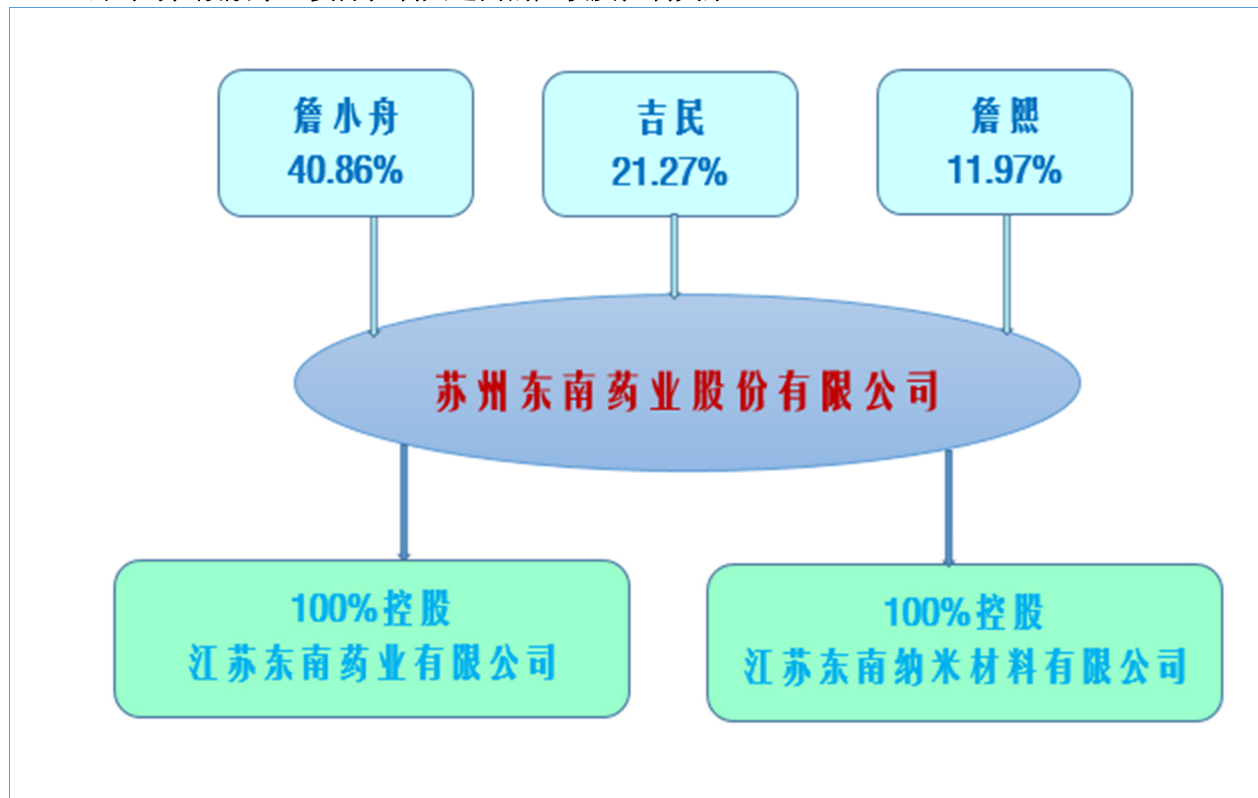 詹小舟
40.86%
吉民
21.27%
詹熙
11.97%
苏州东南药业股份有限公司
100%控股
江苏东南药业有限公司
100%控股
江苏东南纳米材料有限公司